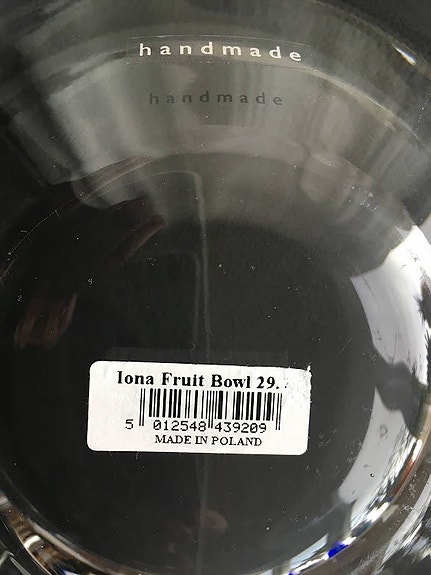 handmade
handmade
Iona Fruit Bowl 29.
5 012548 439209
MADE IN POLAND